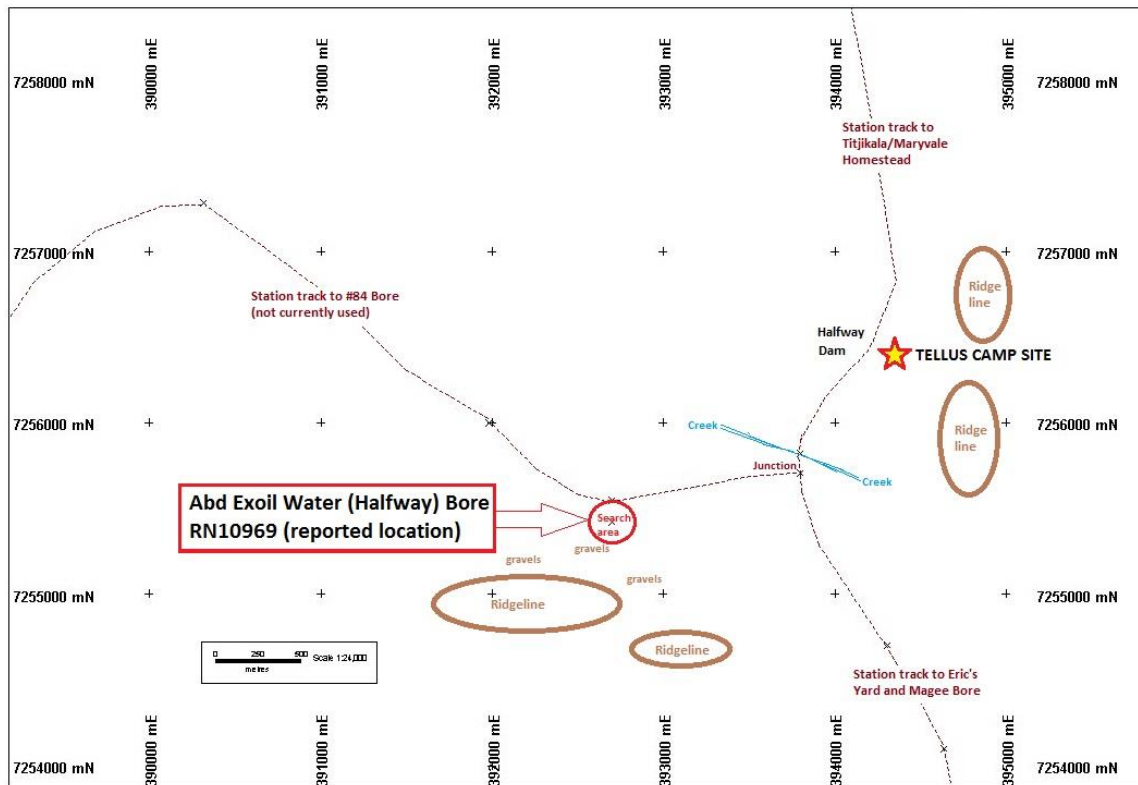 390000 mE
391000 mE
392000 mE
393000 mE
394000 mE
395000 mE
7258000 mN
7258000 mN
Station track to
Titjikala/Maryvale
Homestead
7257000 mN
7257000 mN
Ridge
line
Station track to #84 Bore
(not currently used)
Halfway
Dam
TELLUS CAMP SITE
7256000 mN
7256000 mN
Creek
Ridge
line
Junction
Creek
Abd Exoil Water (Halfway) Bore
RN10969 (reported location)
Search
area
gravels
gravels
gravels
7255000 mN
7255000 mN
Ridgeline
Ridgeline
0 250 500 Scale 1:24,000
metres
Station track to Eric's
Yard and Magee Bore
7254000 mN
7254000 mN
390000 mE
391000 mE
392000 mE
393000 mE
394000 mE
395000 mE